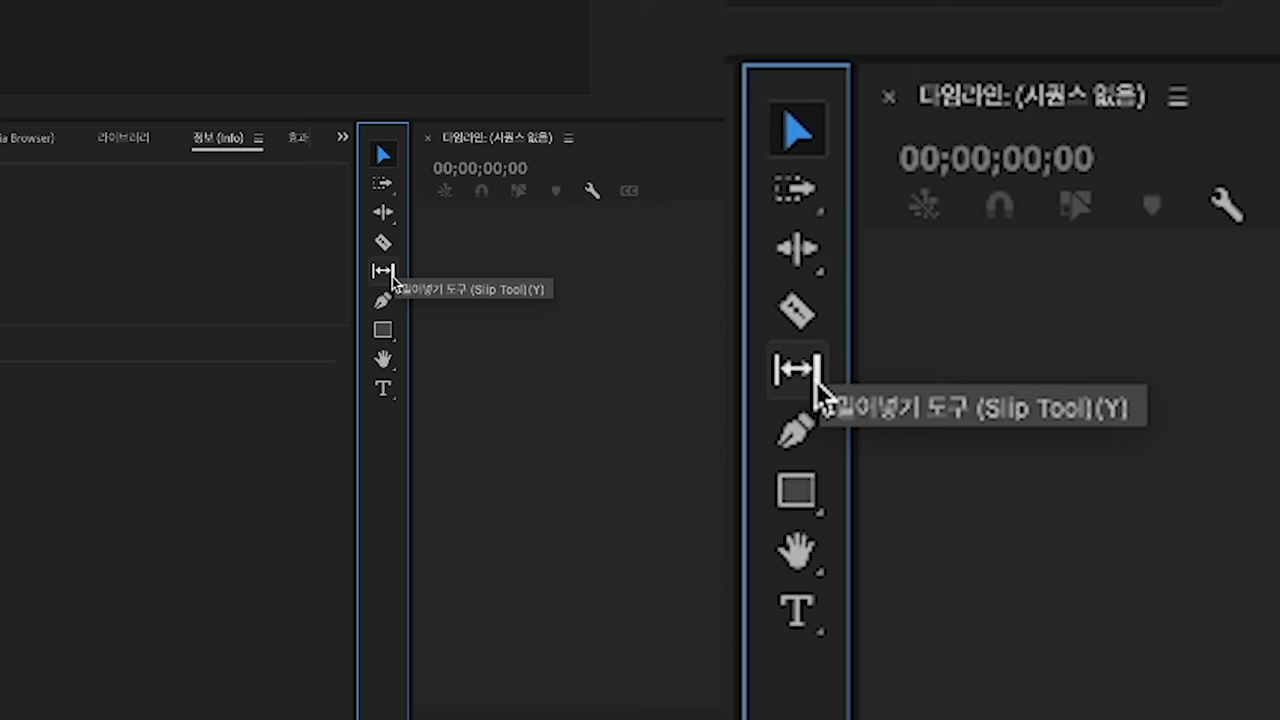 ia Browser)
라이브러리
정보 (Info)
효과
타임라인: (시퀀스 없음)
00;00;00;00
밀어넣기 도구 (Slip Tool)(Y)
타임라인: (시퀀스 없음)
00;00;00;00
밀어넣기 도구 (Slip Tool)(Y)